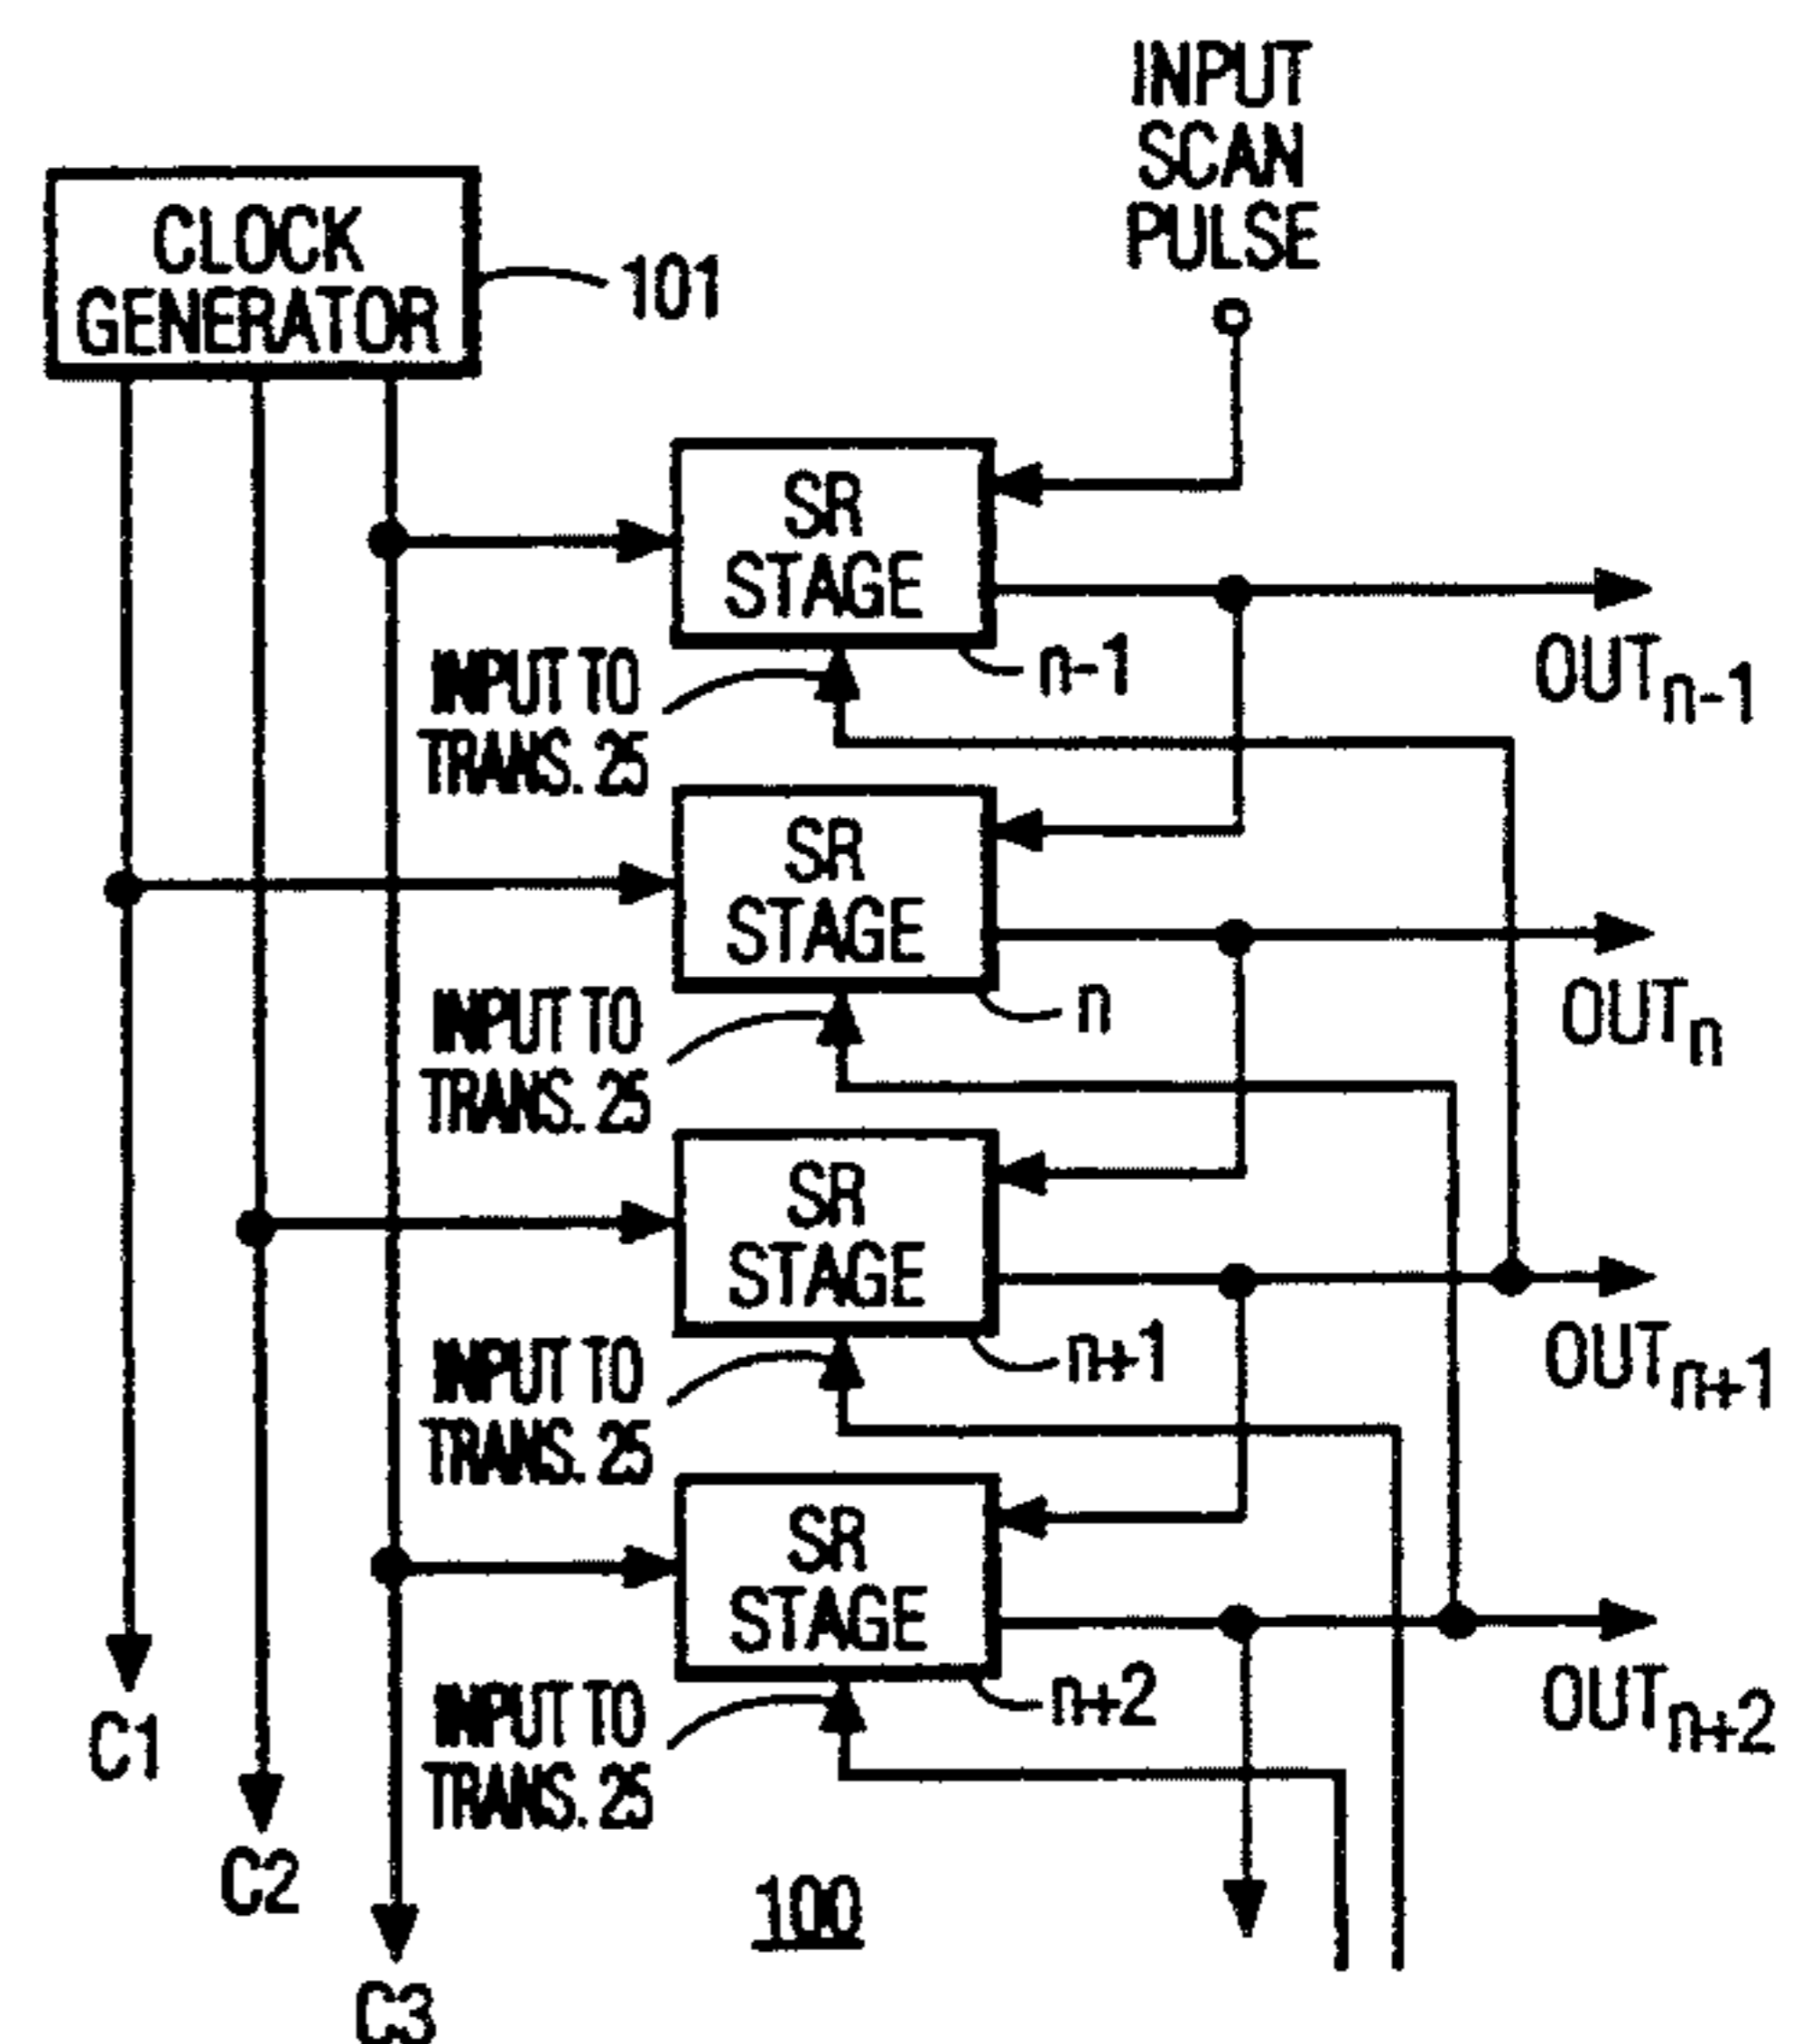 INPUT
SCAN
PULSE
CLOCK
GENERATOR
101
SR
STAGE
n-1
OUTn-1
INPUT TO
TRANS. 25
SR
STAGE
n
OUTn
INPUT TO
TRANS. 25
SR
STAGE
n+1
OUTn+1
INPUT TO
TRANS. 25
SR
STAGE
n+2
OUTn+2
INPUT TO
TRANS. 25
C1
C2
C3
100